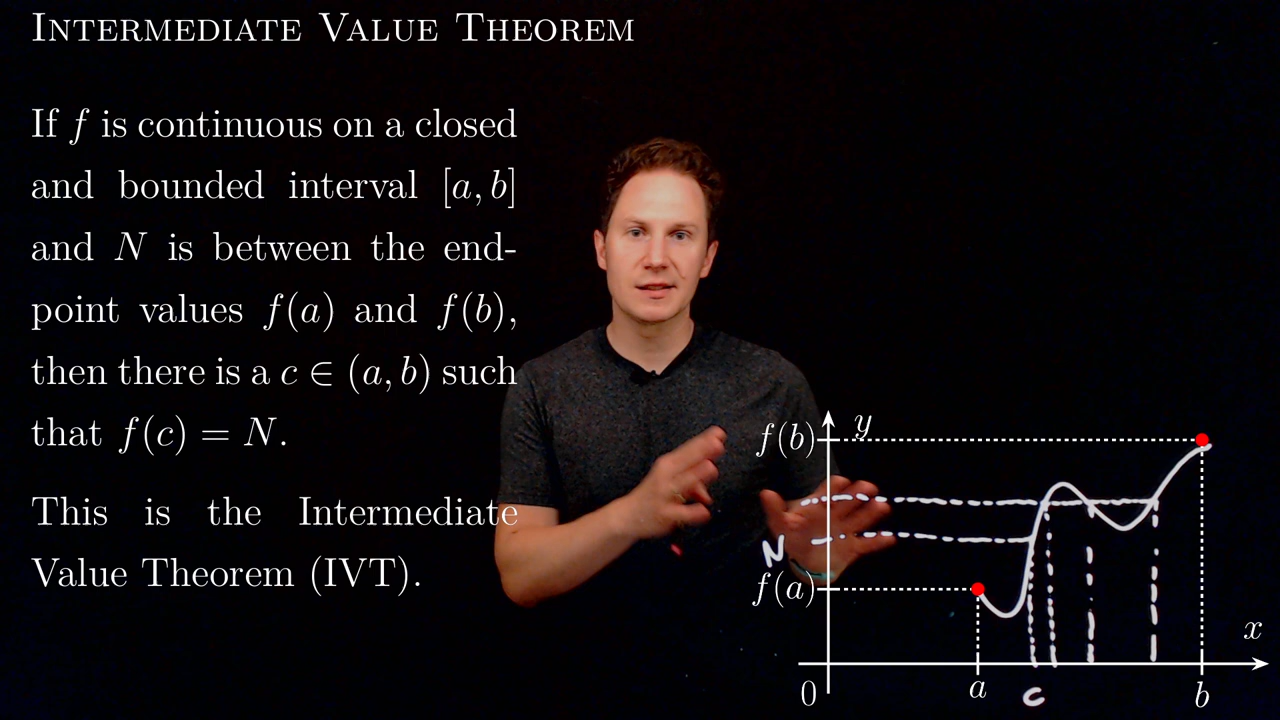 INTERMEDIATE VALUE THEOREM
If f is continuous on a closed
and bounded interval [a, b]
and N is between the end-
point values f(a) and f(b),
then there is a c ∈ (a, b) such
that f(c) = N.
This is the Intermediate
Value Theorem (IVT).
y
f(b)
N
f(a)
x
0
a
c
b